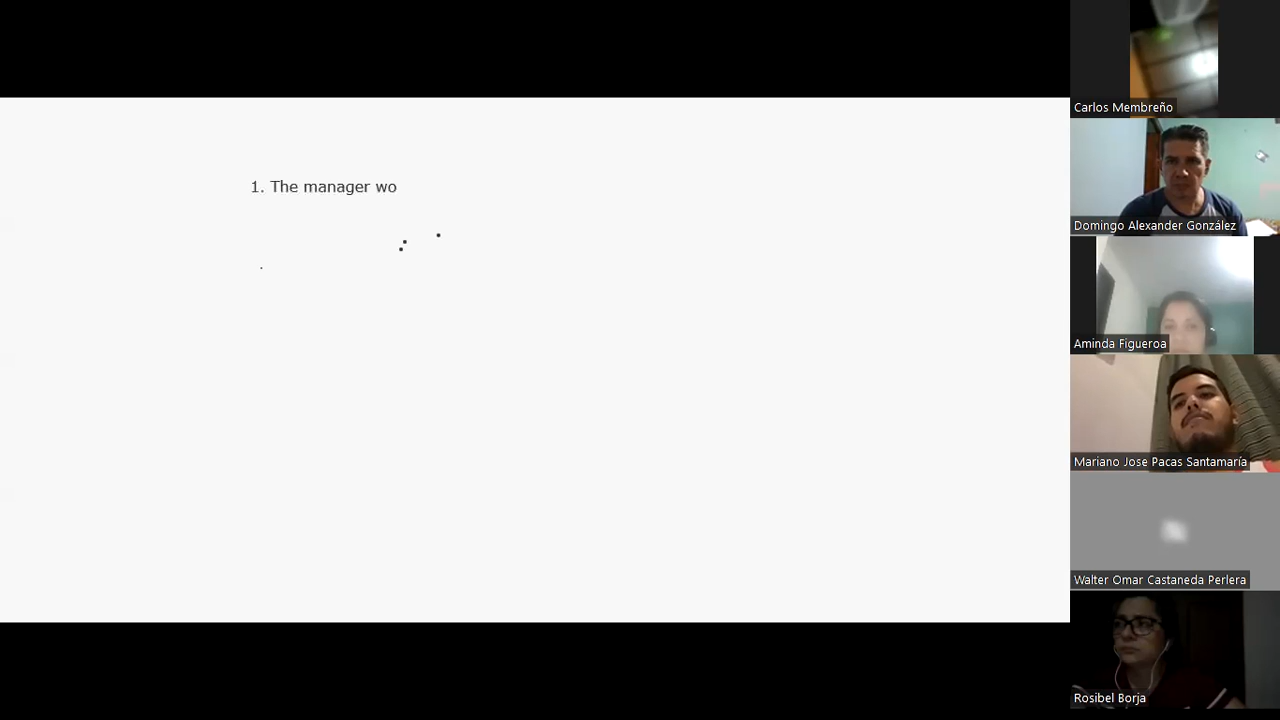 1. The manager wo
Carlos Membreño
Domingo Alexander González
Aminda Figueroa
Mariano Jose Pacas Santamaría
Walter Omar Castaneda Perlera
Rosibel Borja